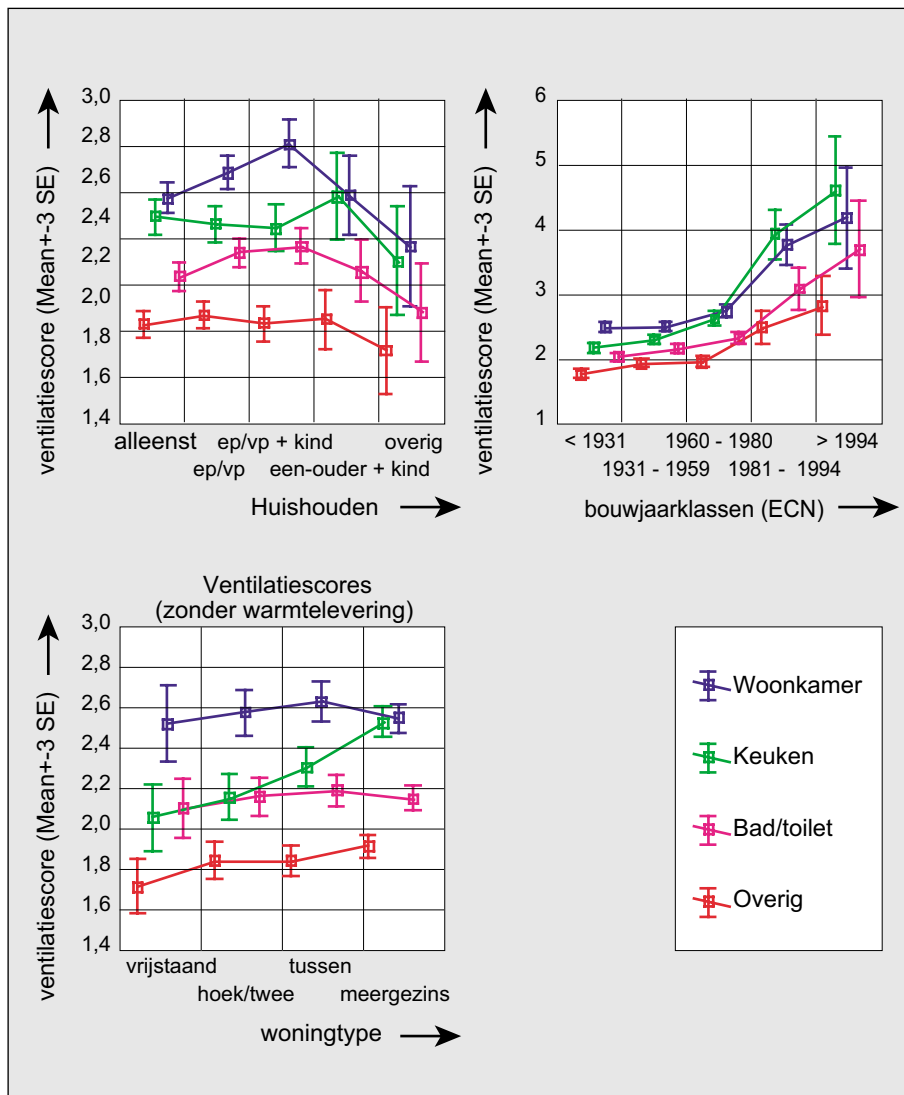 ventilatiescore (Mean+-3 SE)
3,0
2,8
2,6
2,4
2,2
2,0
1,8
1,6
1,4
alleenst ep/vp + kind overig
ep/vp een-ouder + kind
Huishouden
ventilatiescore (Mean+-3 SE)
6
5
4
3
2
1
< 1931 1960 - 1980 > 1994
1931 - 1959 1981 - 1994
bouwjaarklassen (ECN)
Ventilatiescores
(zonder warmtelevering)
ventilatiescore (Mean+-3 SE)
3,0
2,8
2,6
2,4
2,2
2,0
1,8
1,6
1,4
vrijstaand tussen
hoek/twee meergezins
woningtype
Woonkamer
Keuken
Bad/toilet
Overig